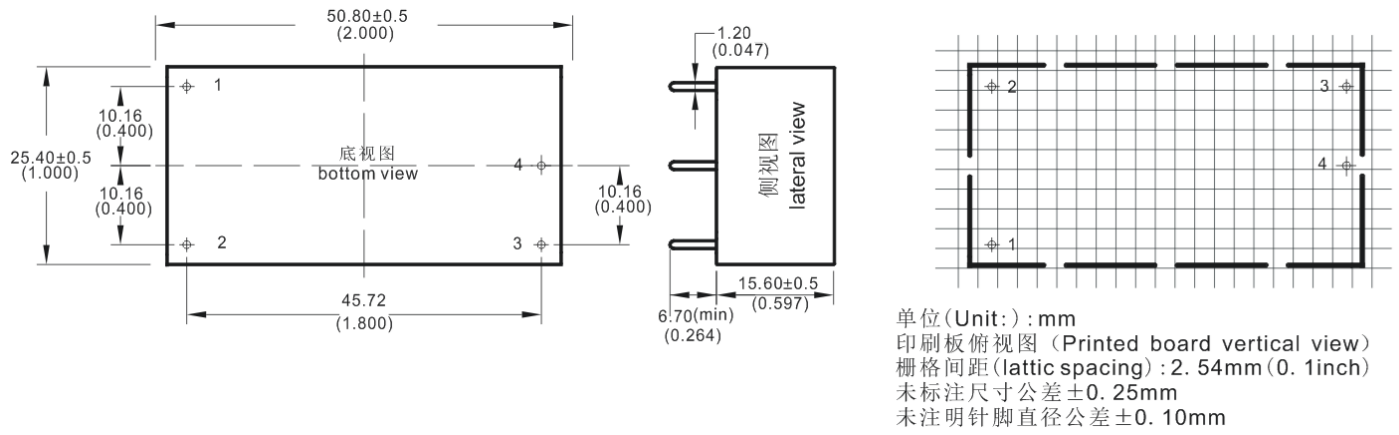 50.80±0.5
(2.000)
25.40±0.5
(1.000)
10.16
(0.400)
10.16
(0.400)
1
2
3
4
底视图
bottom view
10.16
(0.400)
45.72
(1.800)
1.20
(0.047)
侧视图
lateral view
15.60±0.5
(0.597)
6.70(min)
(0.264)
2
3
4
1
单位(Unit:):mm
印刷板俯视图 (Printed board vertical view)
栅格间距(lattic spacing):2.54mm(0.1inch)
未标注尺寸公差±0.25mm
未注明针脚直径公差±0.10mm